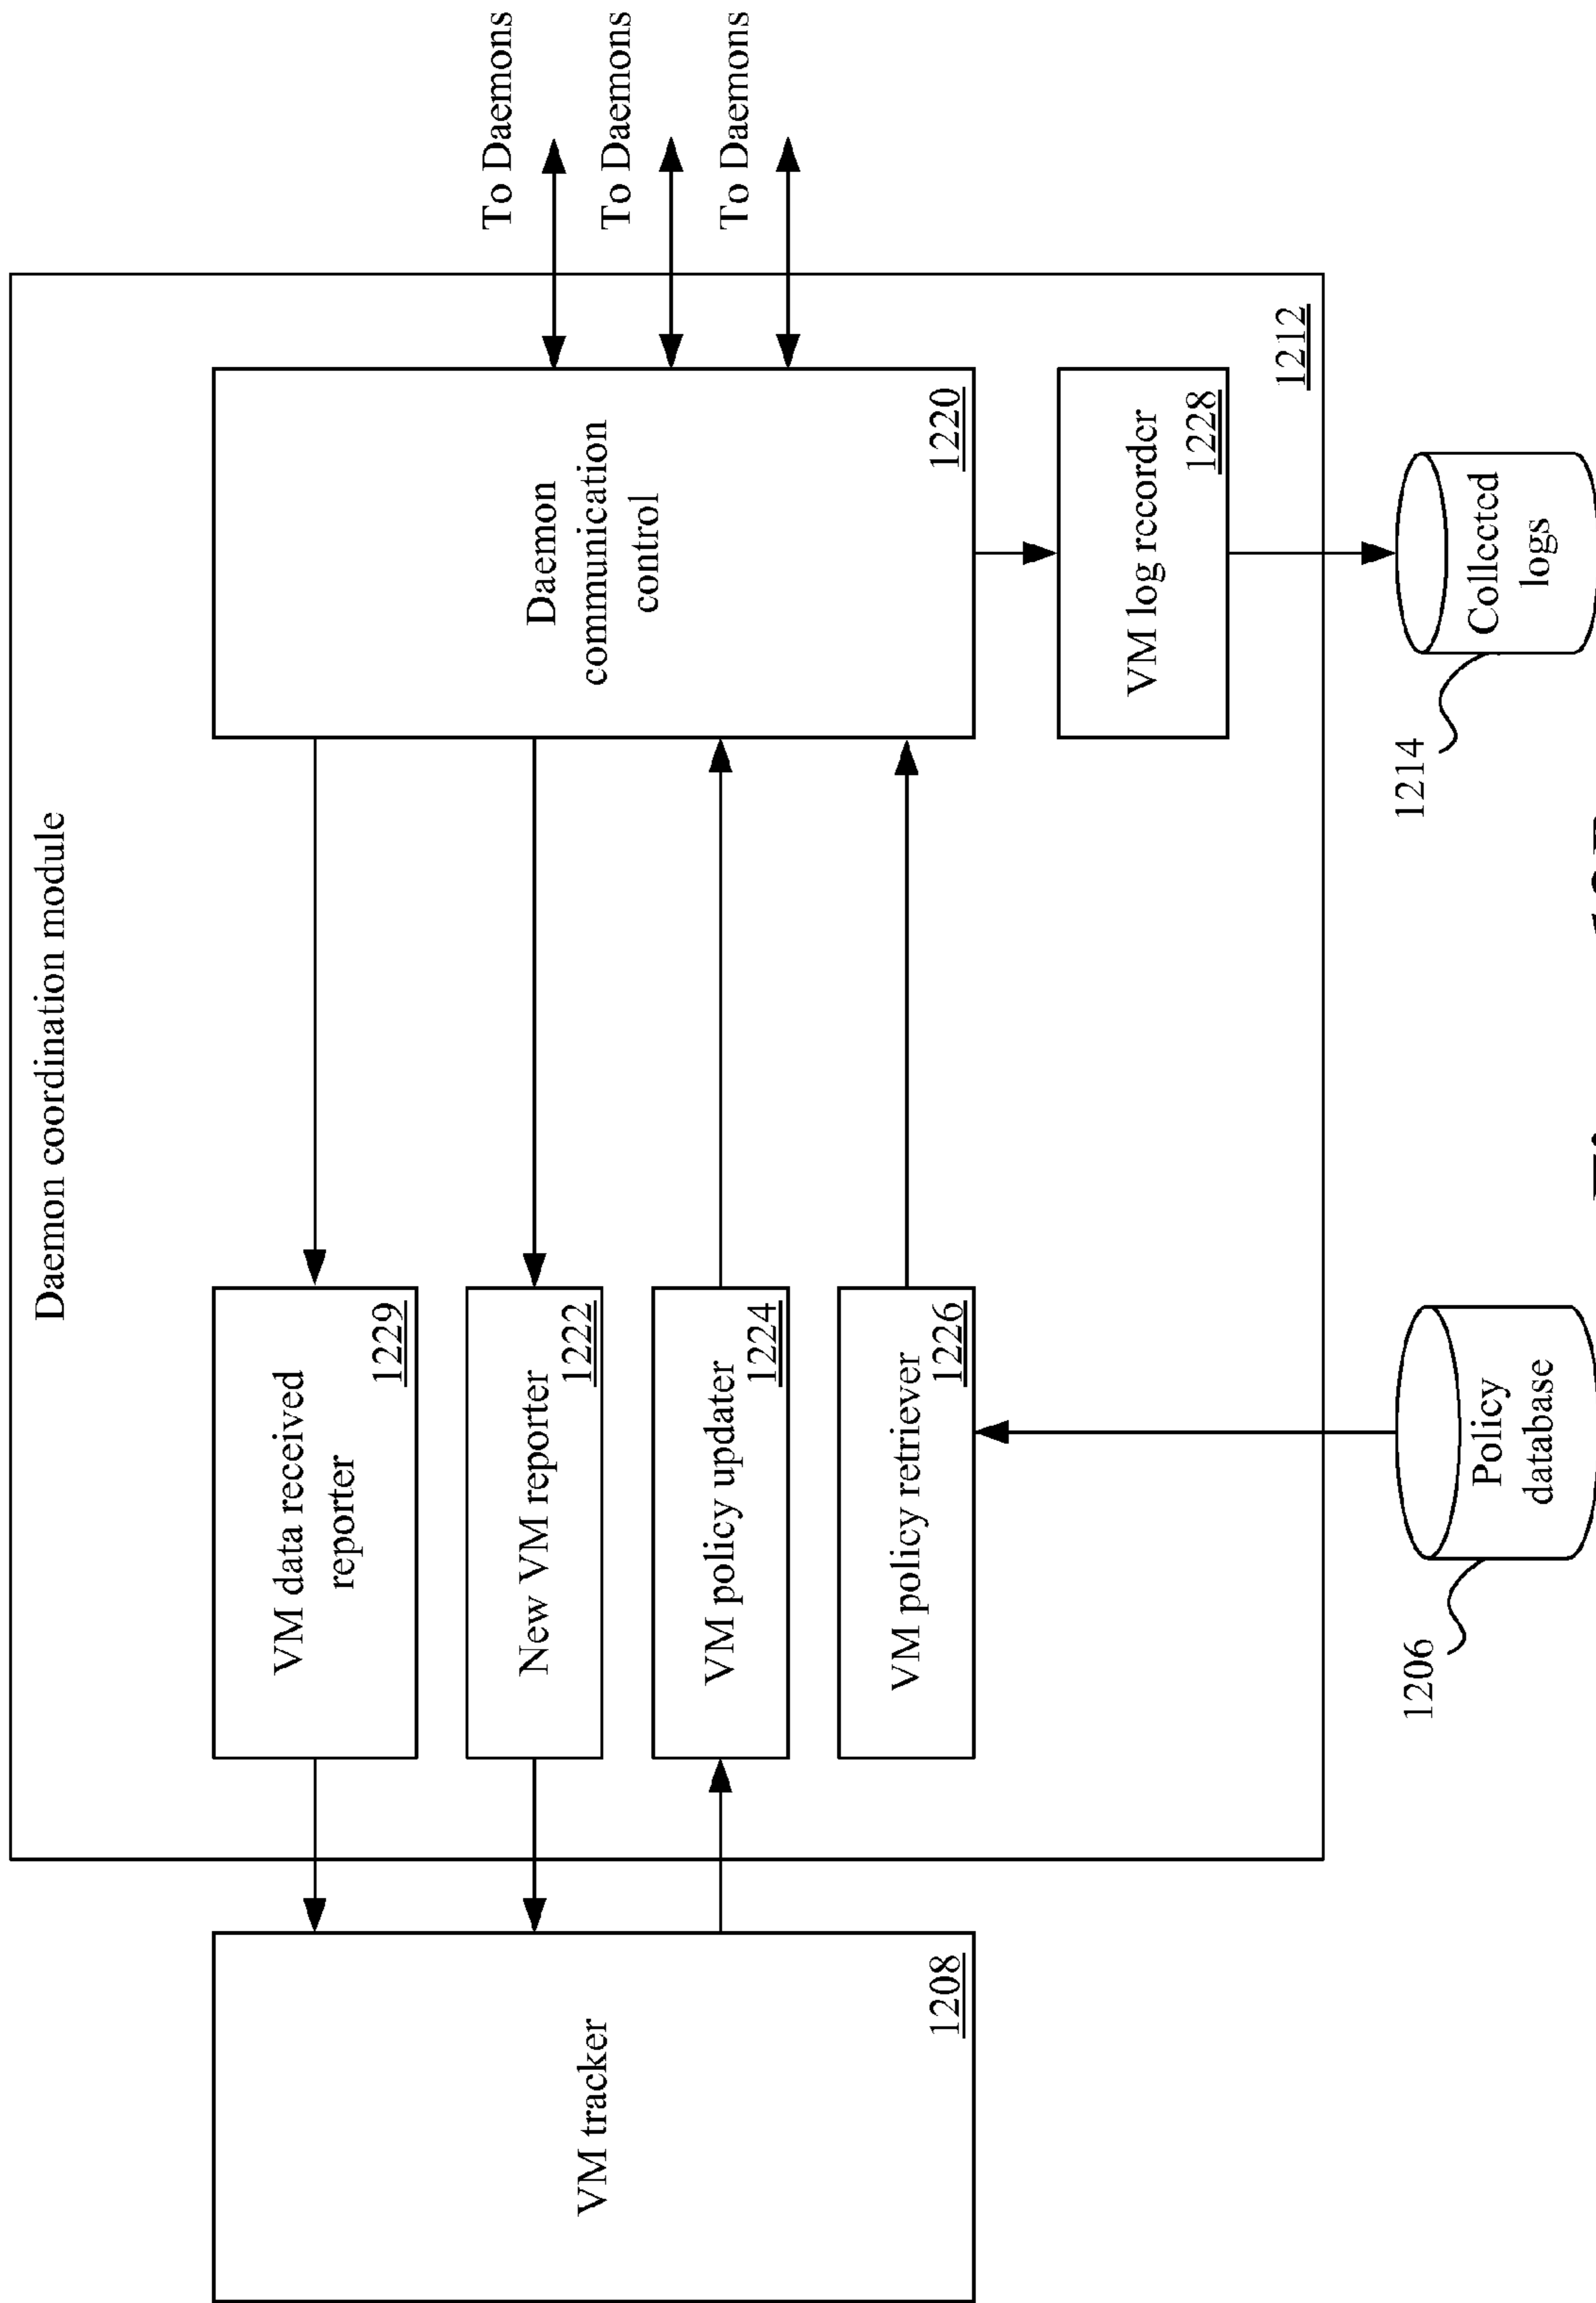 Daemon coordination module
VM tracker
1208
VM data received
reporter
1229
New VM reporter
1222
VM policy updater
1224
VM policy retriever
1226
Daemon
communication
control
1220
To Daemons
To Daemons
To Daemons
VM log recorder
1228
1212
1206
Policy
database
1214
Collected
logs